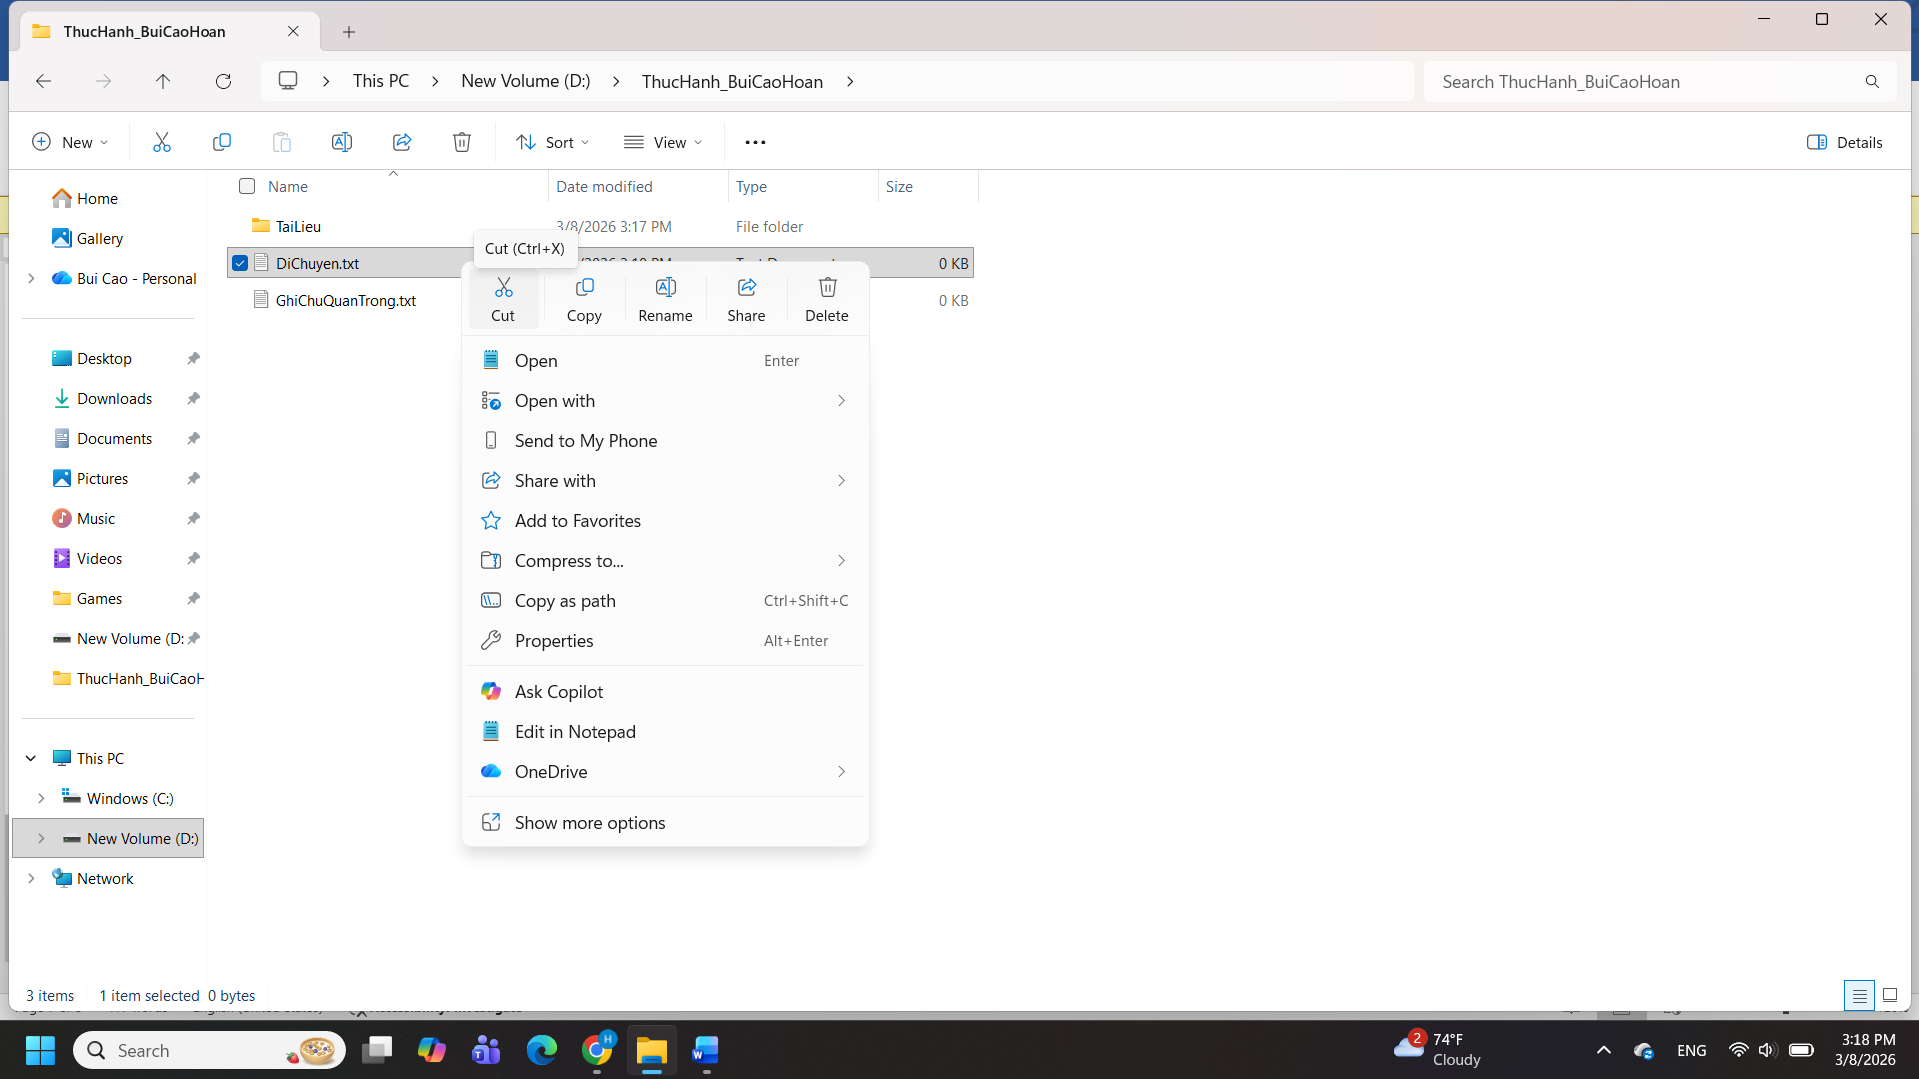 ThucHanh_BuiCaoHoan
This PC
New Volume (D:)
ThucHanh_BuiCaoHoan
Search ThucHanh_BuiCaoHoan
New
Sort
View
Details
Name
Date modified
Type
Size
Home
Gallery
Bui Cao - Personal
Desktop
Downloads
Documents
Pictures
Music
Videos
Games
New Volume (D:
ThucHanh_BuiCaoH
This PC
Windows (C:)
New Volume (D:)
Network
TaiLieu
3/8/2026 3:17 PM
File folder
DiChuyen.txt
0 KB
GhiChuQuanTrong.txt
0 KB
Cut (Ctrl+X)
Cut
Copy
Rename
Share
Delete
Open
Enter
Open with
Send to My Phone
Share with
Add to Favorites
Compress to...
Copy as path
Ctrl+Shift+C
Properties
Alt+Enter
Ask Copilot
Edit in Notepad
OneDrive
Show more options
3 items
1 item selected
0 bytes
Search
H
2
74°F
Cloudy
ENG
3:18 PM
3/8/2026